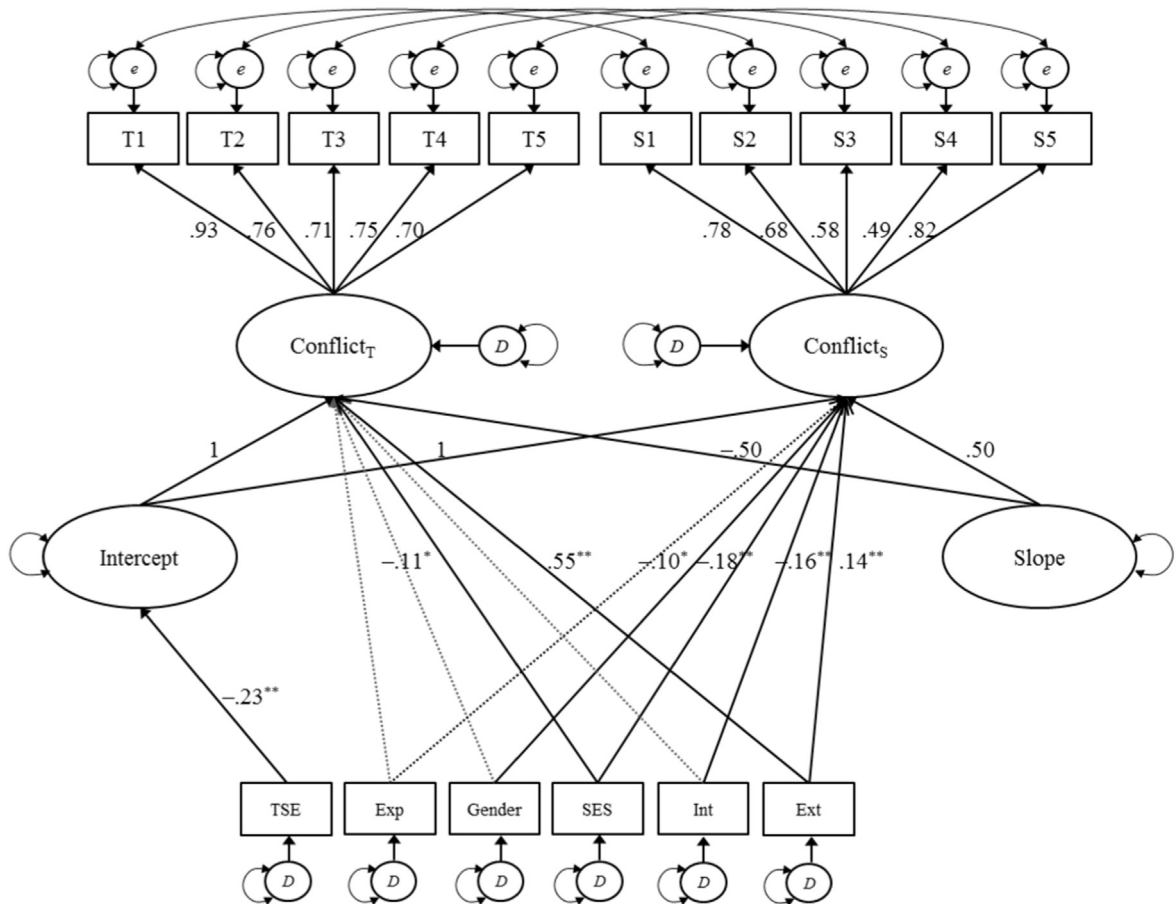 e e e e e e e e e e
T1 T2 T3 T4 T5 S1 S2 S3 S4 S5
.93 .76 .71 .75 .70 .78 .68 .58 .49 .82
Conflict_T D D Conflict_S
1 1 −.50 .50
Intercept −.11* .55** −.10* −.18** −.16** .14** Slope
−.23**
TSE Exp Gender SES Int Ext
D D D D D D